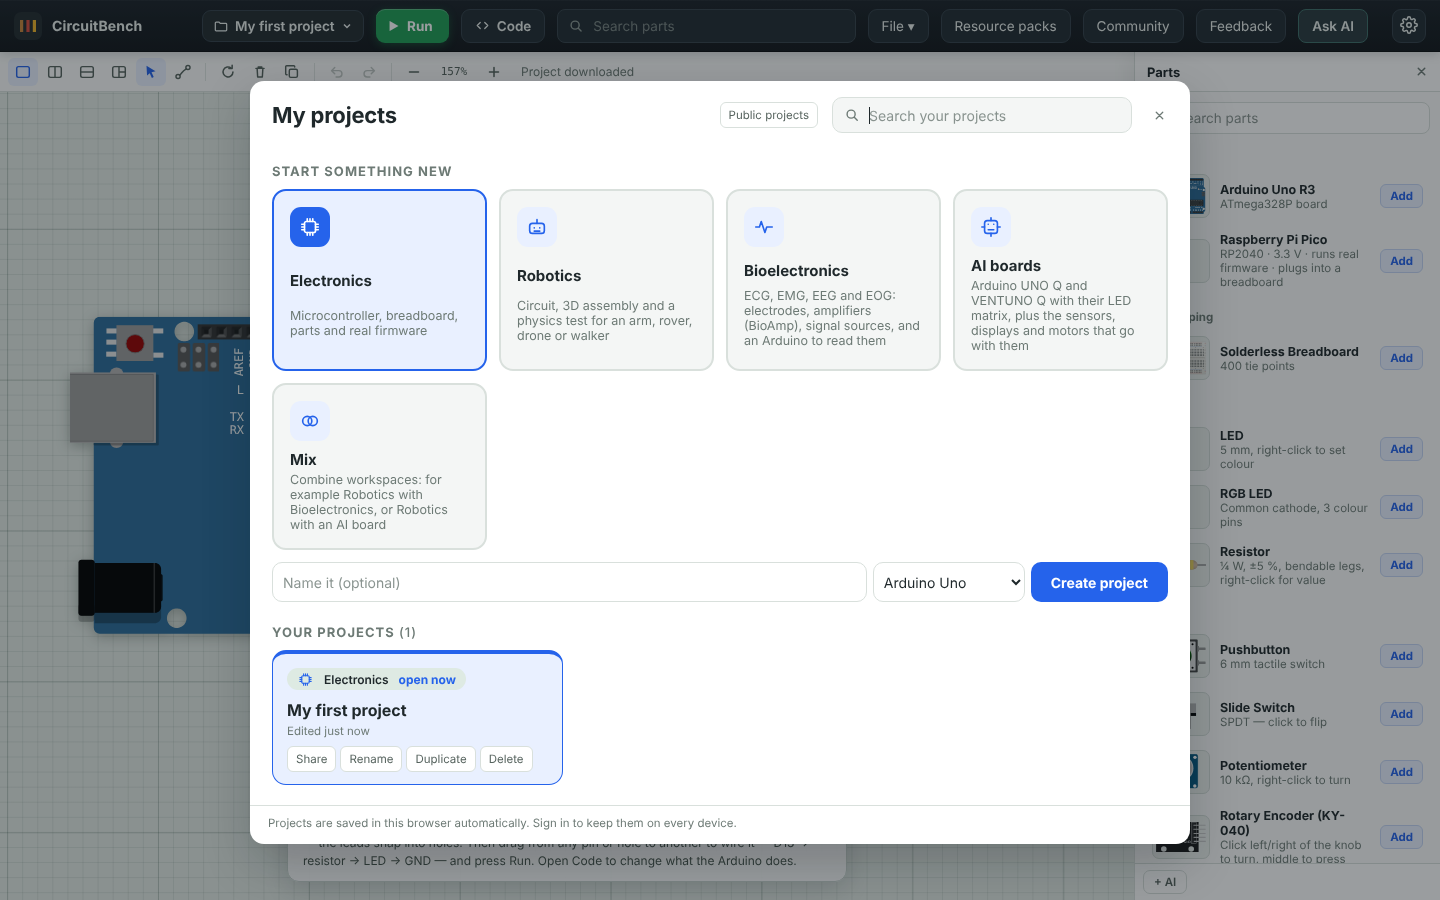 CircuitBench
My first project
Run
Code
Search parts
File ▾
Resource packs
Community
Feedback
Ask AI
157%
Project downloaded
Parts
×
My projects
Public projects
Search your projects
×
START SOMETHING NEW
Electronics
Microcontroller, breadboard,
parts and real firmware
Robotics
Circuit, 3D assembly and a
physics test for an arm, rover,
drone or walker
Bioelectronics
ECG, EMG, EEG and EOG:
electrodes, amplifiers
(BioAmp), signal sources, and
an Arduino to read them
AI boards
Arduino UNO Q and
VENTUNO Q with their LED
matrix, plus the sensors,
displays and motors that go
with them
Mix
Combine workspaces: for
example Robotics with
Bioelectronics, or Robotics
with an AI board
Name it (optional)
Arduino Uno
Create project
YOUR PROJECTS (1)
Electronics
open now
My first project
Edited just now
Share
Rename
Duplicate
Delete
Projects are saved in this browser automatically. Sign in to keep them on every device.
resistor → LED → GND — and press Run. Open Code to change what the Arduino does.
AREF
L
TX
RX
parts
Arduino Uno R3
ATmega328P board
Add
Raspberry Pi Pico
RP2040 · 3.3 V · runs real
firmware · plugs into a
breadboard
Add
Solderless Breadboard
400 tie points
Add
LED
5 mm, right-click to set
colour
Add
RGB LED
Common cathode, 3 colour
pins
Add
Resistor
¼ W, ±5 %, bendable legs,
right-click for value
Add
Pushbutton
6 mm tactile switch
Add
Slide Switch
SPDT — click to flip
Add
Potentiometer
10 kΩ, right-click to turn
Add
Rotary Encoder (KY-
040)
Click left/right of the knob
to turn, middle to press
Add
+ AI